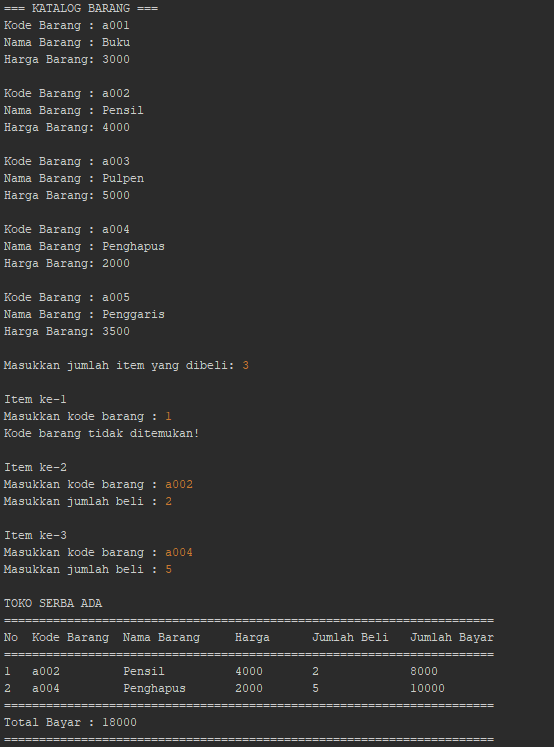 === KATALOG BARANG ===
Kode Barang : a001
Nama Barang : Buku
Harga Barang: 3000
Kode Barang : a002
Nama Barang : Pensil
Harga Barang: 4000
Kode Barang : a003
Nama Barang : Pulpen
Harga Barang: 5000
Kode Barang : a004
Nama Barang : Penghapus
Harga Barang: 2000
Kode Barang : a005
Nama Barang : Penggaris
Harga Barang: 3500
Masukkan jumlah item yang dibeli: 3
Item ke-1
Masukkan kode barang : 1
Kode barang tidak ditemukan!
Item ke-2
Masukkan kode barang : a002
Masukkan jumlah beli : 2
Item ke-3
Masukkan kode barang : a004
Masukkan jumlah beli : 5
TOKO SERBA ADA
======================================================================
No  Kode Barang  Nama Barang     Harga      Jumlah Beli   Jumlah Bayar
======================================================================
1   a002         Pensil          4000       2             8000
2   a004         Penghapus       2000       5             10000
======================================================================
Total Bayar : 18000
======================================================================